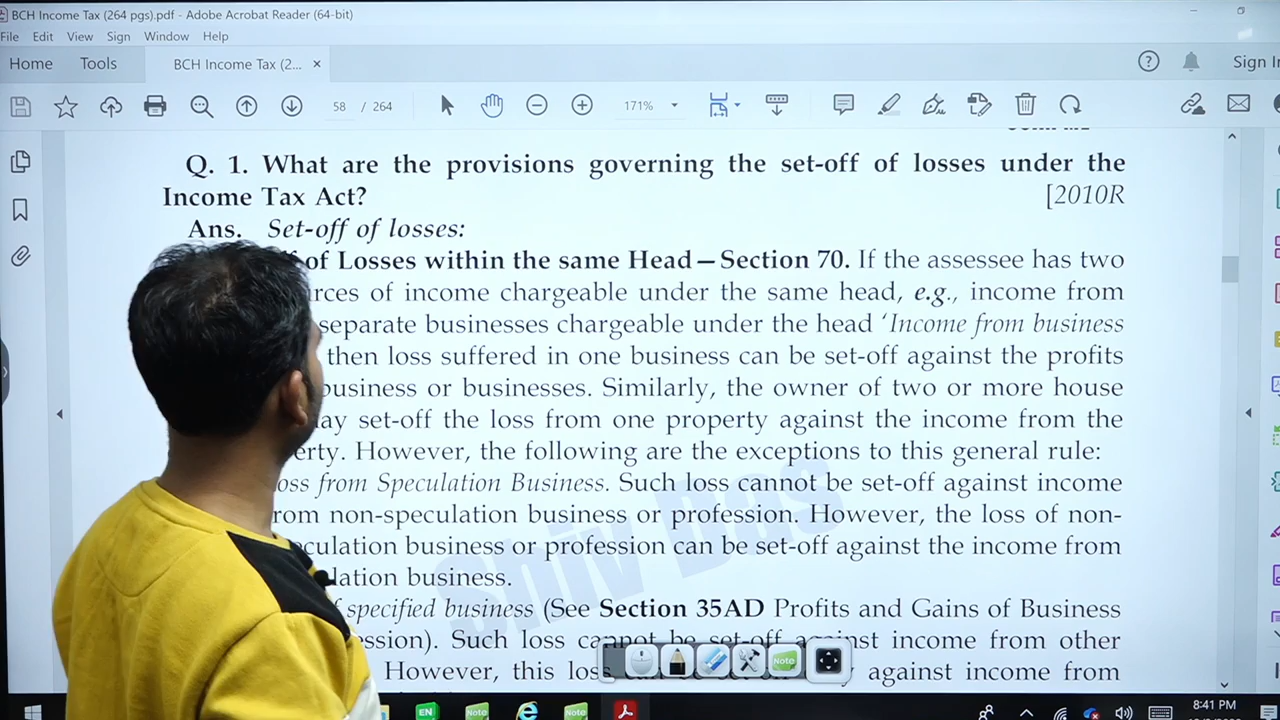 BCH Income Tax (264 pgs).pdf - Adobe Acrobat Reader (64-bit)
File Edit View Sign Window Help
Home Tools BCH Income Tax (2... × ? Sign In
58 / 264 171%
Q. 1. What are the provisions governing the set-off of losses under the
Income Tax Act? [2010R
Ans. Set-off of losses:
of Losses within the same Head—Section 70. If the assessee has two
of income chargeable under the same head, e.g., income from
separate businesses chargeable under the head ‘Income from business
then loss suffered in one business can be set-off against the profits
business or businesses. Similarly, the owner of two or more house
set-off the loss from one property against the income from the
However, the following are the exceptions to this general rule:
from Speculation Business. Such loss cannot be set-off against income
from non-speculation business or profession. However, the loss of non-
business or profession can be set-off against the income from
business.
specified business (See Section 35AD Profits and Gains of Business
Such loss cannot be set-off against income from other
However, this loss against income from
Shiv Das
Note
EN Note Note 8:41 PM